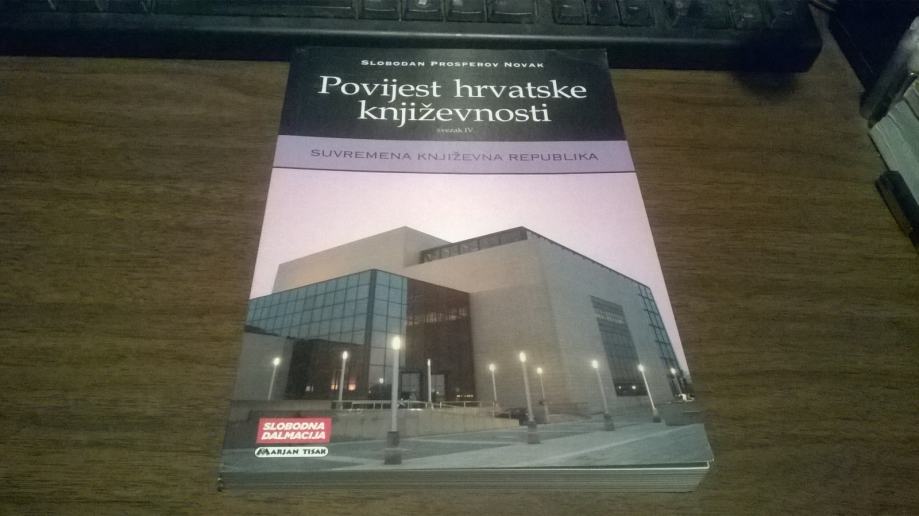 SLOBODAN PROSPEROV NOVAK
Povijest hrvatske
književnosti
svezak IV.
SUVREMENA KNJIŽEVNA REPUBLIKA
SLOBODNA
DALMACIJA
MARJAN TISAK